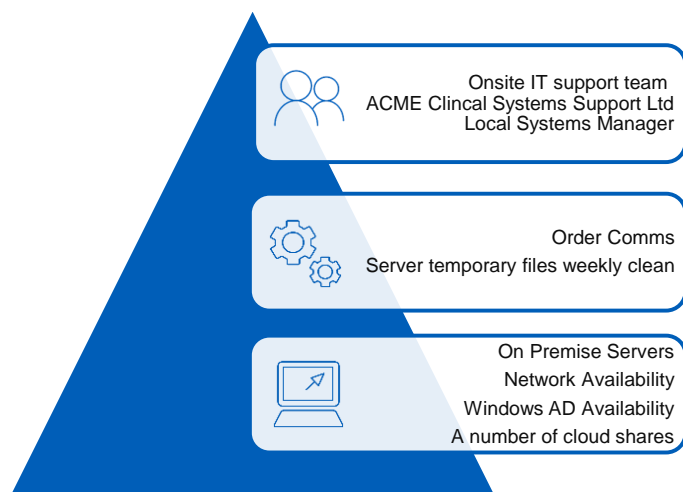 Onsite IT support team
ACME Clincal Systems Support Ltd
Local Systems Manager
Order Comms
Server temporary files weekly clean
On Premise Servers
Network Availability
Windows AD Availability
A number of cloud shares